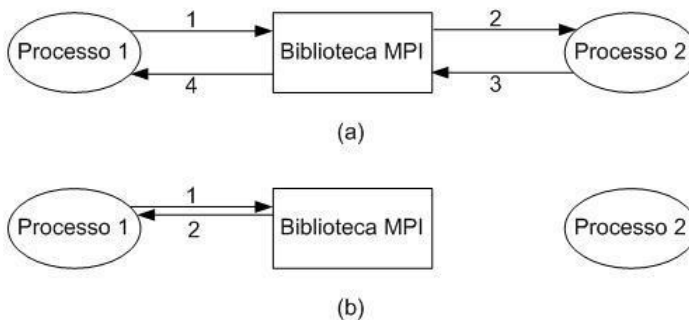 1
2
Processo 1
Biblioteca MPI
Processo 2
4
3
(a)
1
Processo 1
2
Biblioteca MPI
Processo 2
(b)